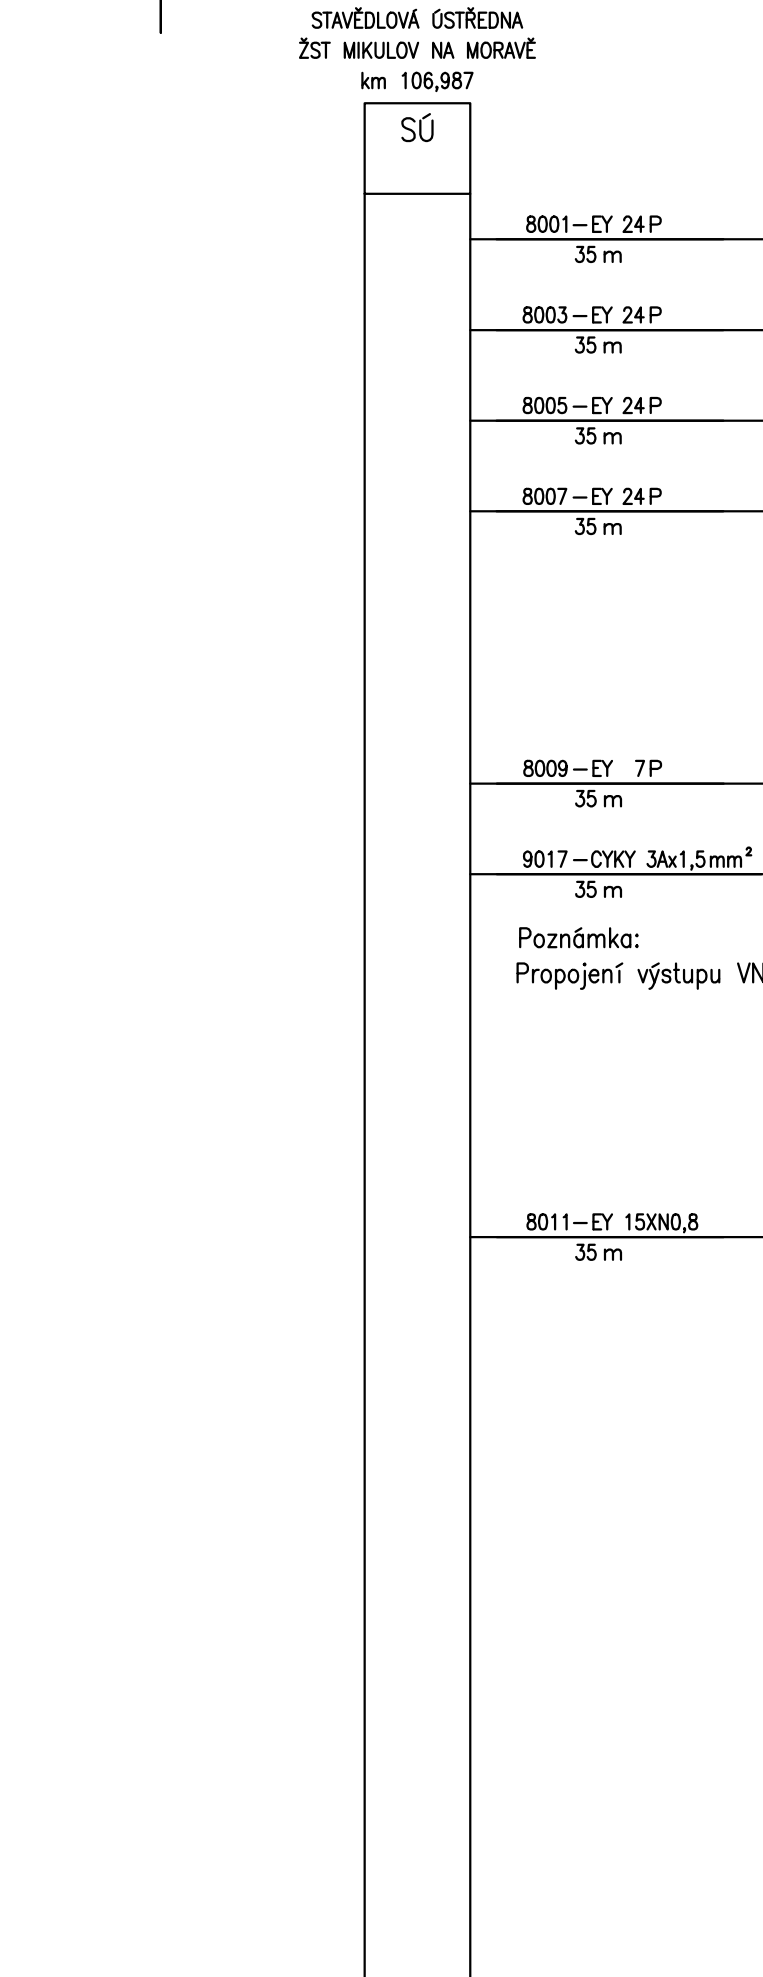 STAVĚDLOVÁ ÚSTŘEDNA
ŽST MIKULOV NA MORAVĚ
km 106,987
SÚ
8001-EY 24P
35 m
8003-EY 24P
35 m
8005-EY 24P
35 m
8007-EY 24P
35 m
8009-EY 7P
35 m
9017-CYKY 3Ax1,5mm²
35 m
Poznámka:
Propojení výstupu VN
8011-EY 15XN0,8
35 m